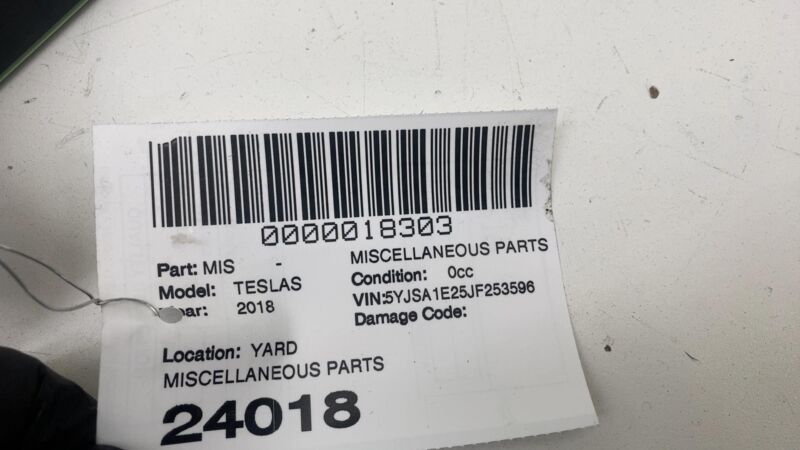 0000018303
Part: MIS - MISCELLANEOUS PARTS
Model: TESLAS Condition: 0cc
ear: 2018 VIN:5YJSA1E25JF253596
Damage Code:
Location: YARD
MISCELLANEOUS PARTS
24018